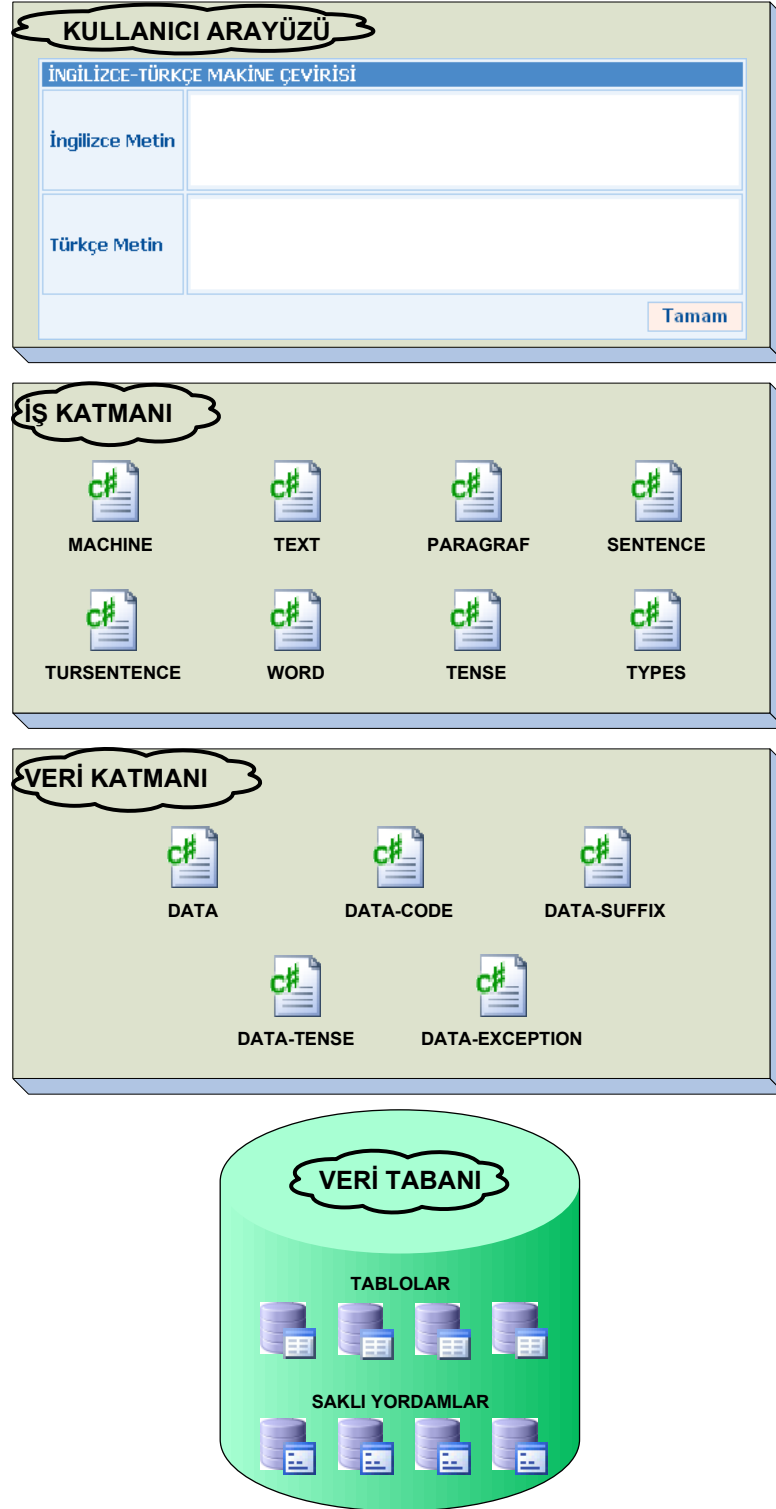 KULLANICI ARAYÜZÜ
İNGİLİZCE-TÜRKÇE MAKİNE ÇEVİRİSİ
İngilizce Metin
Türkçe Metin
Tamam
İŞ KATMANI
C# C# C# C#
MACHINE TEXT PARAGRAF SENTENCE
C# C# C# C#
TURSENTENCE WORD TENSE TYPES
VERİ KATMANI
C# C# C#
DATA DATA-CODE DATA-SUFFIX
C# C#
DATA-TENSE DATA-EXCEPTION
VERİ TABANI
TABLOLAR
SAKLI YORDAMLAR